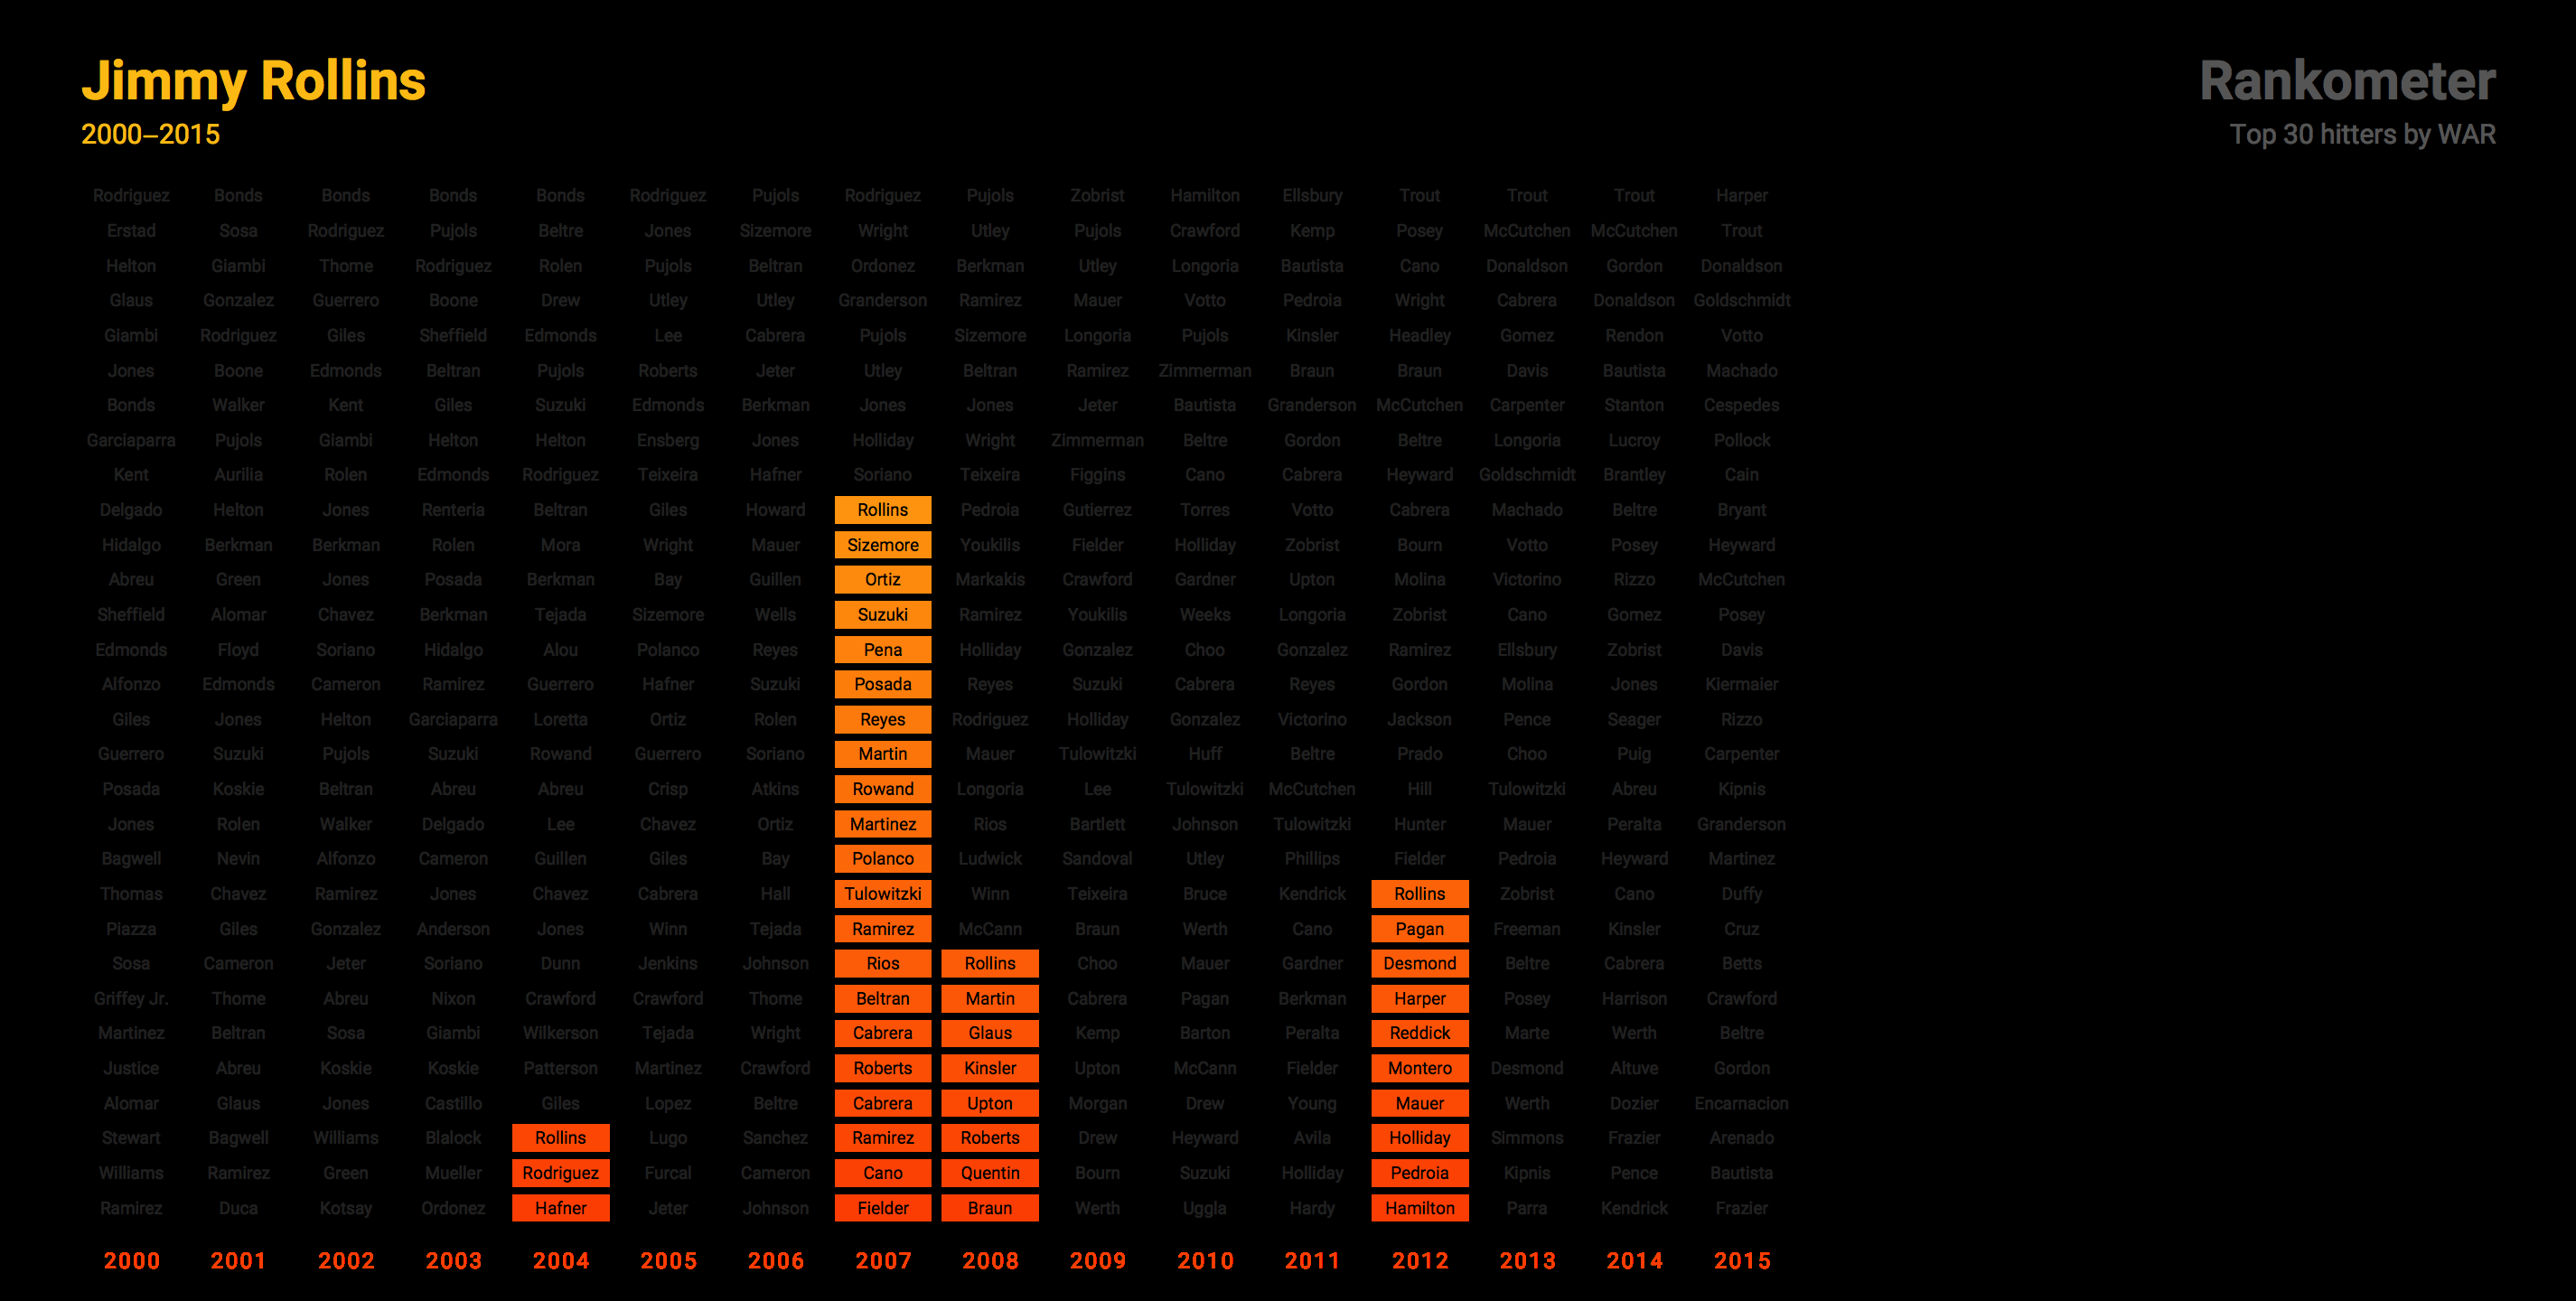 Jimmy Rollins
2000–2015
Rankometer
Top 30 hitters by WAR
Rodriguez Bonds Bonds Bonds Bonds Rodriguez Pujols Rodriguez Pujols Zobrist Hamilton Ellsbury Trout Trout Trout Harper
Erstad Sosa Rodriguez Pujols Beltre Jones Sizemore Wright Utley Pujols Crawford Kemp Posey McCutchen McCutchen Trout
Helton Giambi Thome Rodriguez Rolen Pujols Beltran Ordonez Berkman Utley Longoria Bautista Cano Donaldson Gordon Donaldson
Glaus Gonzalez Guerrero Boone Drew Utley Utley Granderson Ramirez Mauer Votto Pedroia Wright Cabrera Donaldson Goldschmidt
Giambi Rodriguez Giles Sheffield Edmonds Lee Cabrera Pujols Sizemore Longoria Pujols Kinsler Headley Gomez Rendon Votto
Jones Boone Edmonds Beltran Pujols Roberts Jeter Utley Beltran Ramirez Zimmerman Braun Braun Davis Bautista Machado
Bonds Walker Kent Giles Suzuki Edmonds Berkman Jones Jones Jeter Bautista Granderson McCutchen Carpenter Stanton Cespedes
Garciaparra Pujols Giambi Helton Helton Ensberg Jones Holliday Wright Zimmerman Beltre Gordon Beltre Longoria Lucroy Pollock
Kent Aurilia Rolen Edmonds Rodriguez Teixeira Hafner Soriano Teixeira Figgins Cano Cabrera Heyward Goldschmidt Brantley Cain
Delgado Helton Jones Renteria Beltran Giles Howard Rollins Pedroia Gutierrez Torres Votto Cabrera Machado Beltre Bryant
Hidalgo Berkman Berkman Rolen Mora Wright Mauer Sizemore Youkilis Fielder Holliday Zobrist Bourn Votto Posey Heyward
Abreu Green Jones Posada Berkman Bay Guillen Ortiz Markakis Crawford Gardner Upton Molina Victorino Rizzo McCutchen
Sheffield Alomar Chavez Berkman Tejada Sizemore Wells Suzuki Ramirez Youkilis Weeks Longoria Zobrist Cano Gomez Posey
Edmonds Floyd Soriano Hidalgo Alou Polanco Reyes Pena Holliday Gonzalez Choo Gonzalez Ramirez Ellsbury Zobrist Davis
Alfonzo Edmonds Cameron Ramirez Guerrero Hafner Suzuki Posada Reyes Suzuki Cabrera Reyes Gordon Molina Jones Kiermaier
Giles Jones Helton Garciaparra Loretta Ortiz Rolen Reyes Rodriguez Holliday Gonzalez Victorino Jackson Pence Seager Rizzo
Guerrero Suzuki Pujols Suzuki Rowand Guerrero Soriano Martin Mauer Tulowitzki Huff Beltre Prado Choo Puig Carpenter
Posada Koskie Beltran Abreu Abreu Crisp Atkins Rowand Longoria Lee Tulowitzki McCutchen Hill Tulowitzki Abreu Kipnis
Jones Rolen Walker Delgado Lee Chavez Ortiz Martinez Rios Bartlett Johnson Tulowitzki Hunter Mauer Peralta Granderson
Bagwell Nevin Alfonzo Cameron Guillen Giles Bay Polanco Ludwick Sandoval Utley Phillips Fielder Pedroia Heyward Martinez
Thomas Chavez Ramirez Jones Chavez Cabrera Hall Tulowitzki Winn Teixeira Bruce Kendrick Rollins Zobrist Cano Duffy
Piazza Giles Gonzalez Anderson Jones Winn Tejada Ramirez McCann Braun Werth Cano Pagan Freeman Kinsler Cruz
Sosa Cameron Jeter Soriano Dunn Jenkins Johnson Rios Rollins Choo Mauer Gardner Desmond Beltre Cabrera Betts
Griffey Jr. Thome Abreu Nixon Crawford Crawford Thome Beltran Martin Cabrera Pagan Berkman Harper Posey Harrison Crawford
Martinez Beltran Sosa Giambi Wilkerson Tejada Wright Cabrera Glaus Kemp Barton Peralta Reddick Marte Werth Beltre
Justice Abreu Koskie Koskie Patterson Martinez Crawford Roberts Kinsler Upton McCann Fielder Montero Desmond Altuve Gordon
Alomar Glaus Jones Castillo Giles Lopez Beltre Cabrera Upton Morgan Drew Young Mauer Werth Dozier Encarnacion
Stewart Bagwell Williams Blalock Rollins Lugo Sanchez Ramirez Roberts Drew Heyward Avila Holliday Simmons Frazier Arenado
Williams Ramirez Green Mueller Rodriguez Furcal Cameron Cano Quentin Bourn Suzuki Holliday Pedroia Kipnis Pence Bautista
Ramirez Duca Kotsay Ordonez Hafner Jeter Johnson Fielder Braun Werth Uggla Hardy Hamilton Parra Kendrick Frazier
2000 2001 2002 2003 2004 2005 2006 2007 2008 2009 2010 2011 2012 2013 2014 2015